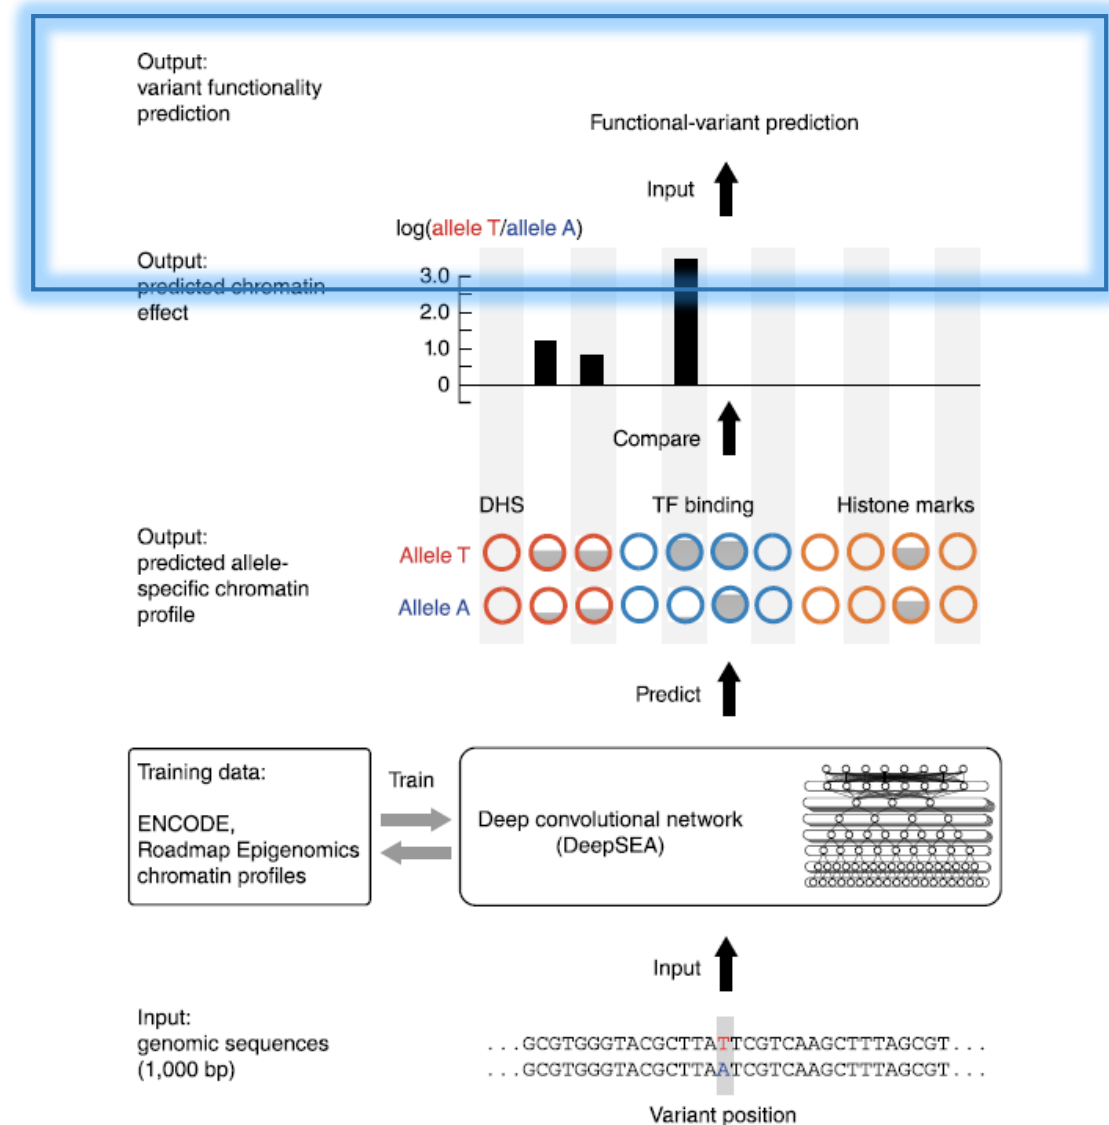 Output:
variant functionality
prediction
Functional-variant prediction
Input
log(allele T/allele A)
Output:
predicted chromatin
effect
3.0
2.0
1.0
0
Compare
DHS
TF binding
Histone marks
Output:
predicted allele-
specific chromatin
profile
Allele T
Allele A
Predict
Training data:
ENCODE,
Roadmap Epigenomics
chromatin profiles
Train
Deep convolutional network
(DeepSEA)
Input
Input:
genomic sequences
(1,000 bp)
...GCGTGGGTACGCTTATTCGTCAAGCTTTAGCGT...
...GCGTGGGTACGCTTAATCGTCAAGCTTTAGCGT...
Variant position